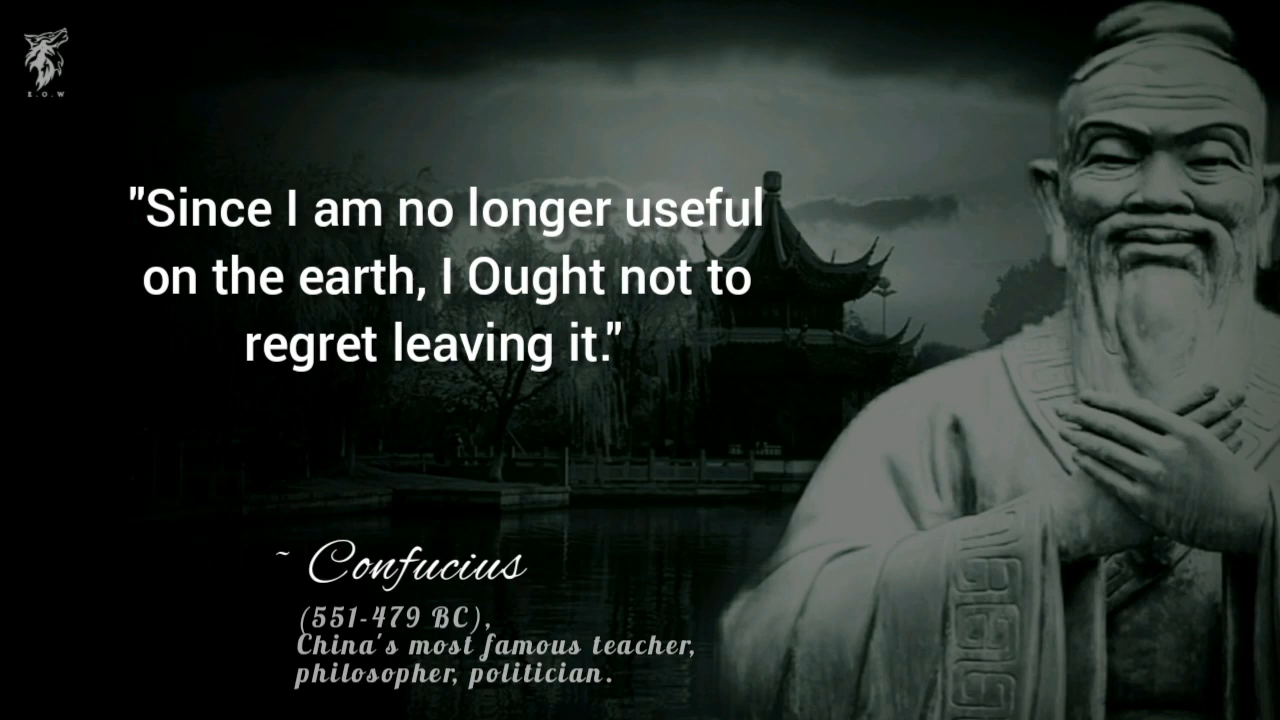 E.O.W
"Since I am no longer useful
on the earth, I Ought not to
regret leaving it."
~ Confucius
(551-479 BC),
China's most famous teacher,
philosopher, politician.